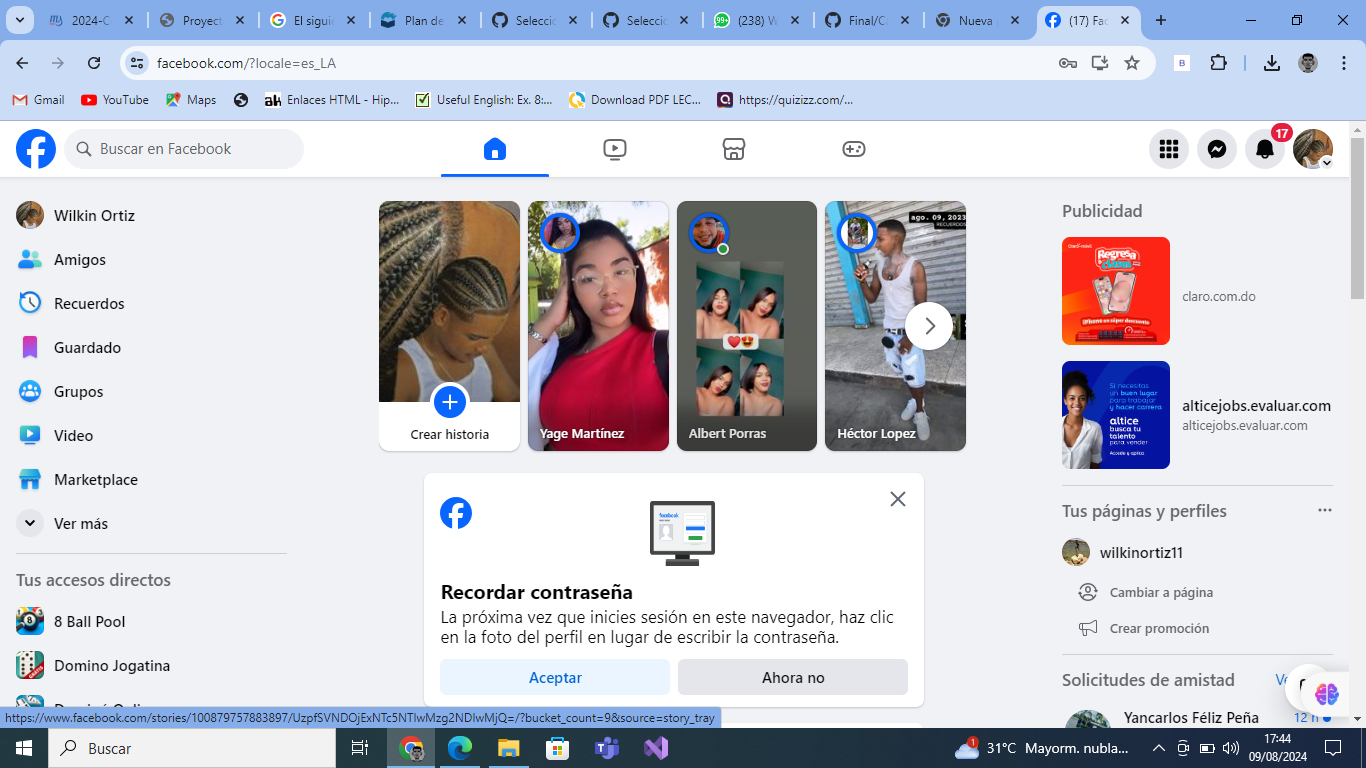 2024-C
Proyect
El siguie
Plan de
Selecció
Selecció
(238) W
Final/C
Nueva
(17) Fac
facebook.com/?locale=es_LA
Gmail
YouTube
Maps
Enlaces HTML - Hip...
Useful English: Ex. 8:...
Download PDF LEC...
https://quizizz.com/...
Buscar en Facebook
17
Wilkin Ortiz
Amigos
Recuerdos
Guardado
Grupos
Video
Marketplace
Ver más
Tus accesos directos
8 Ball Pool
Domino Jogatina
Crear historia
Yage Martínez
Albert Porras
ago. 09, 2023
RECUERDOS
Héctor Lopez
Recordar contraseña
La próxima vez que inicies sesión en este navegador, haz clic
en la foto del perfil en lugar de escribir la contraseña.
Aceptar
Ahora no
Publicidad
Regresa
claro.com.do
Si necesitas
un buen lugar
para trabajar
y hacer carrera
altice
busca tu
talento
para vender
Accede y aplica
alticejobs.evaluar.com
alticejobs.evaluar.com
Tus páginas y perfiles
wilkinortiz11
Cambiar a página
Crear promoción
Solicitudes de amistad
Yancarlos Féliz Peña
12 h
https://www.facebook.com/stories/100879757883897/UzpfSVNDOjExNTc5NTIwMzg2NDIwMjQ=/?bucket_count=9&source=story_tray
Buscar
1
31°C Mayorm. nubla...
17:44
09/08/2024